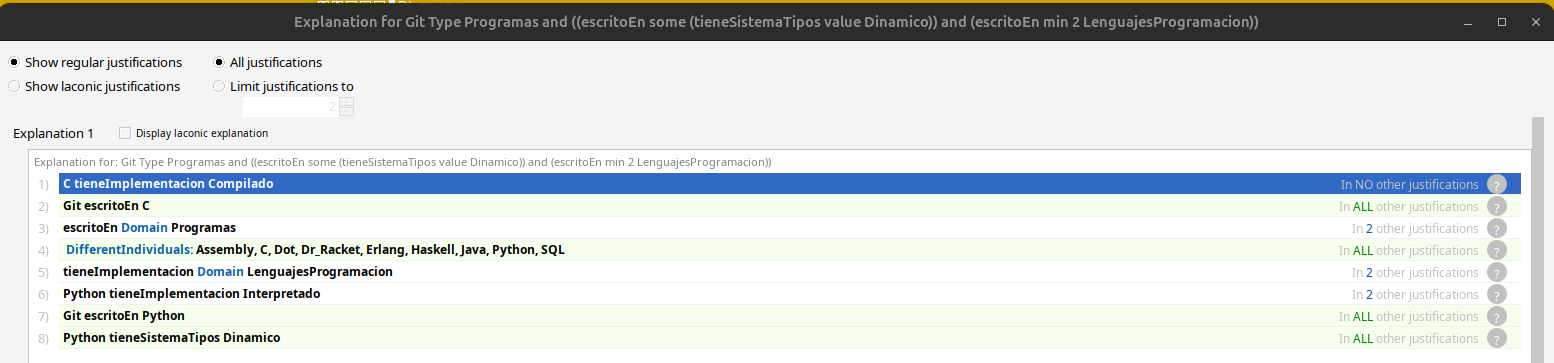 Explanation for Git Type Programas and ((escritoEn some (tieneSistemaTipos value Dinamico)) and (escritoEn min 2 LenguajesProgramacion))
Show regular justifications All justifications
Show laconic justifications Limit justifications to
2
Explanation 1 Display laconic explanation
Explanation for: Git Type Programas and ((escritoEn some (tieneSistemaTipos value Dinamico)) and (escritoEn min 2 LenguajesProgramacion))
1) C tieneImplementacion Compilado In NO other justifications ?
2) Git escritoEn C In ALL other justifications ?
3) escritoEn Domain Programas In 2 other justifications ?
4) DifferentIndividuals: Assembly, C, Dot, Dr_Racket, Erlang, Haskell, Java, Python, SQL In ALL other justifications ?
5) tieneImplementacion Domain LenguajesProgramacion In 2 other justifications ?
6) Python tieneImplementacion Interpretado In 2 other justifications ?
7) Git escritoEn Python In ALL other justifications ?
8) Python tieneSistemaTipos Dinamico In ALL other justifications ?